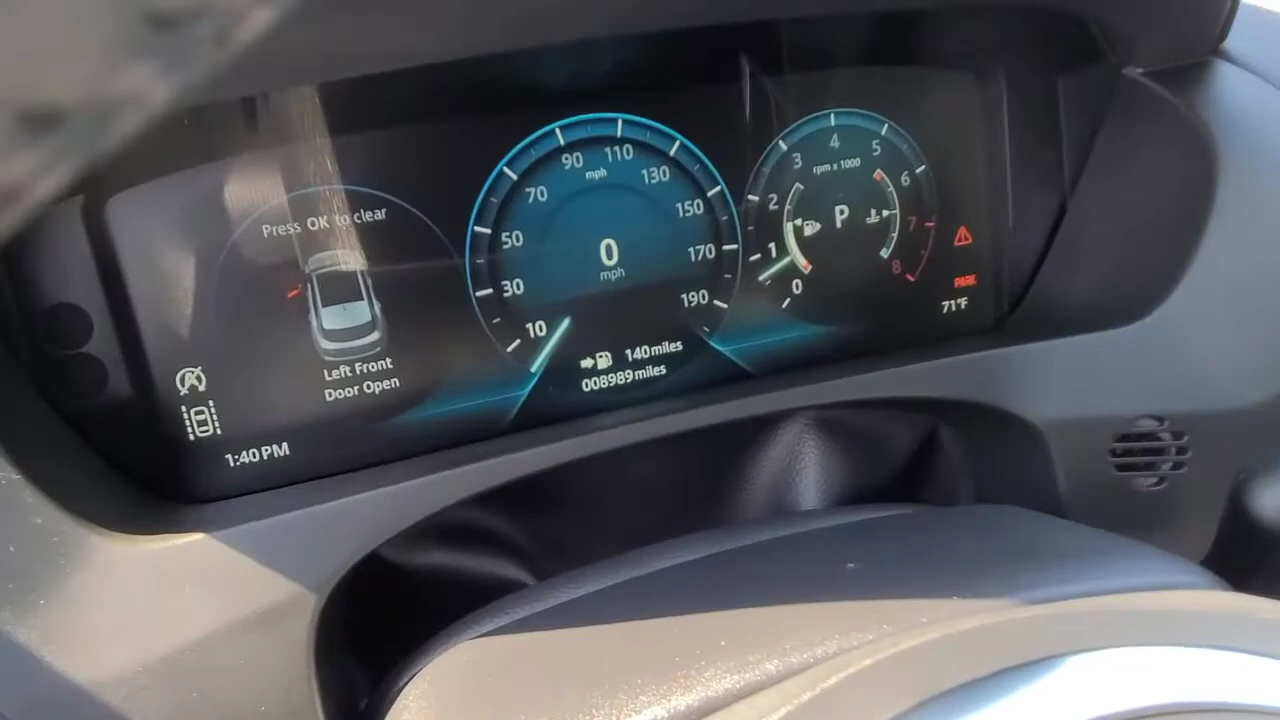 Press OK to clear
Left Front
Door Open
1:40 PM
10
30
50
70
90
110
130
150
170
190
mph
0
mph
140 miles
008989 miles
0
1
2
3
4
5
6
7
8
rpm x 1000
P
PARK
71°F